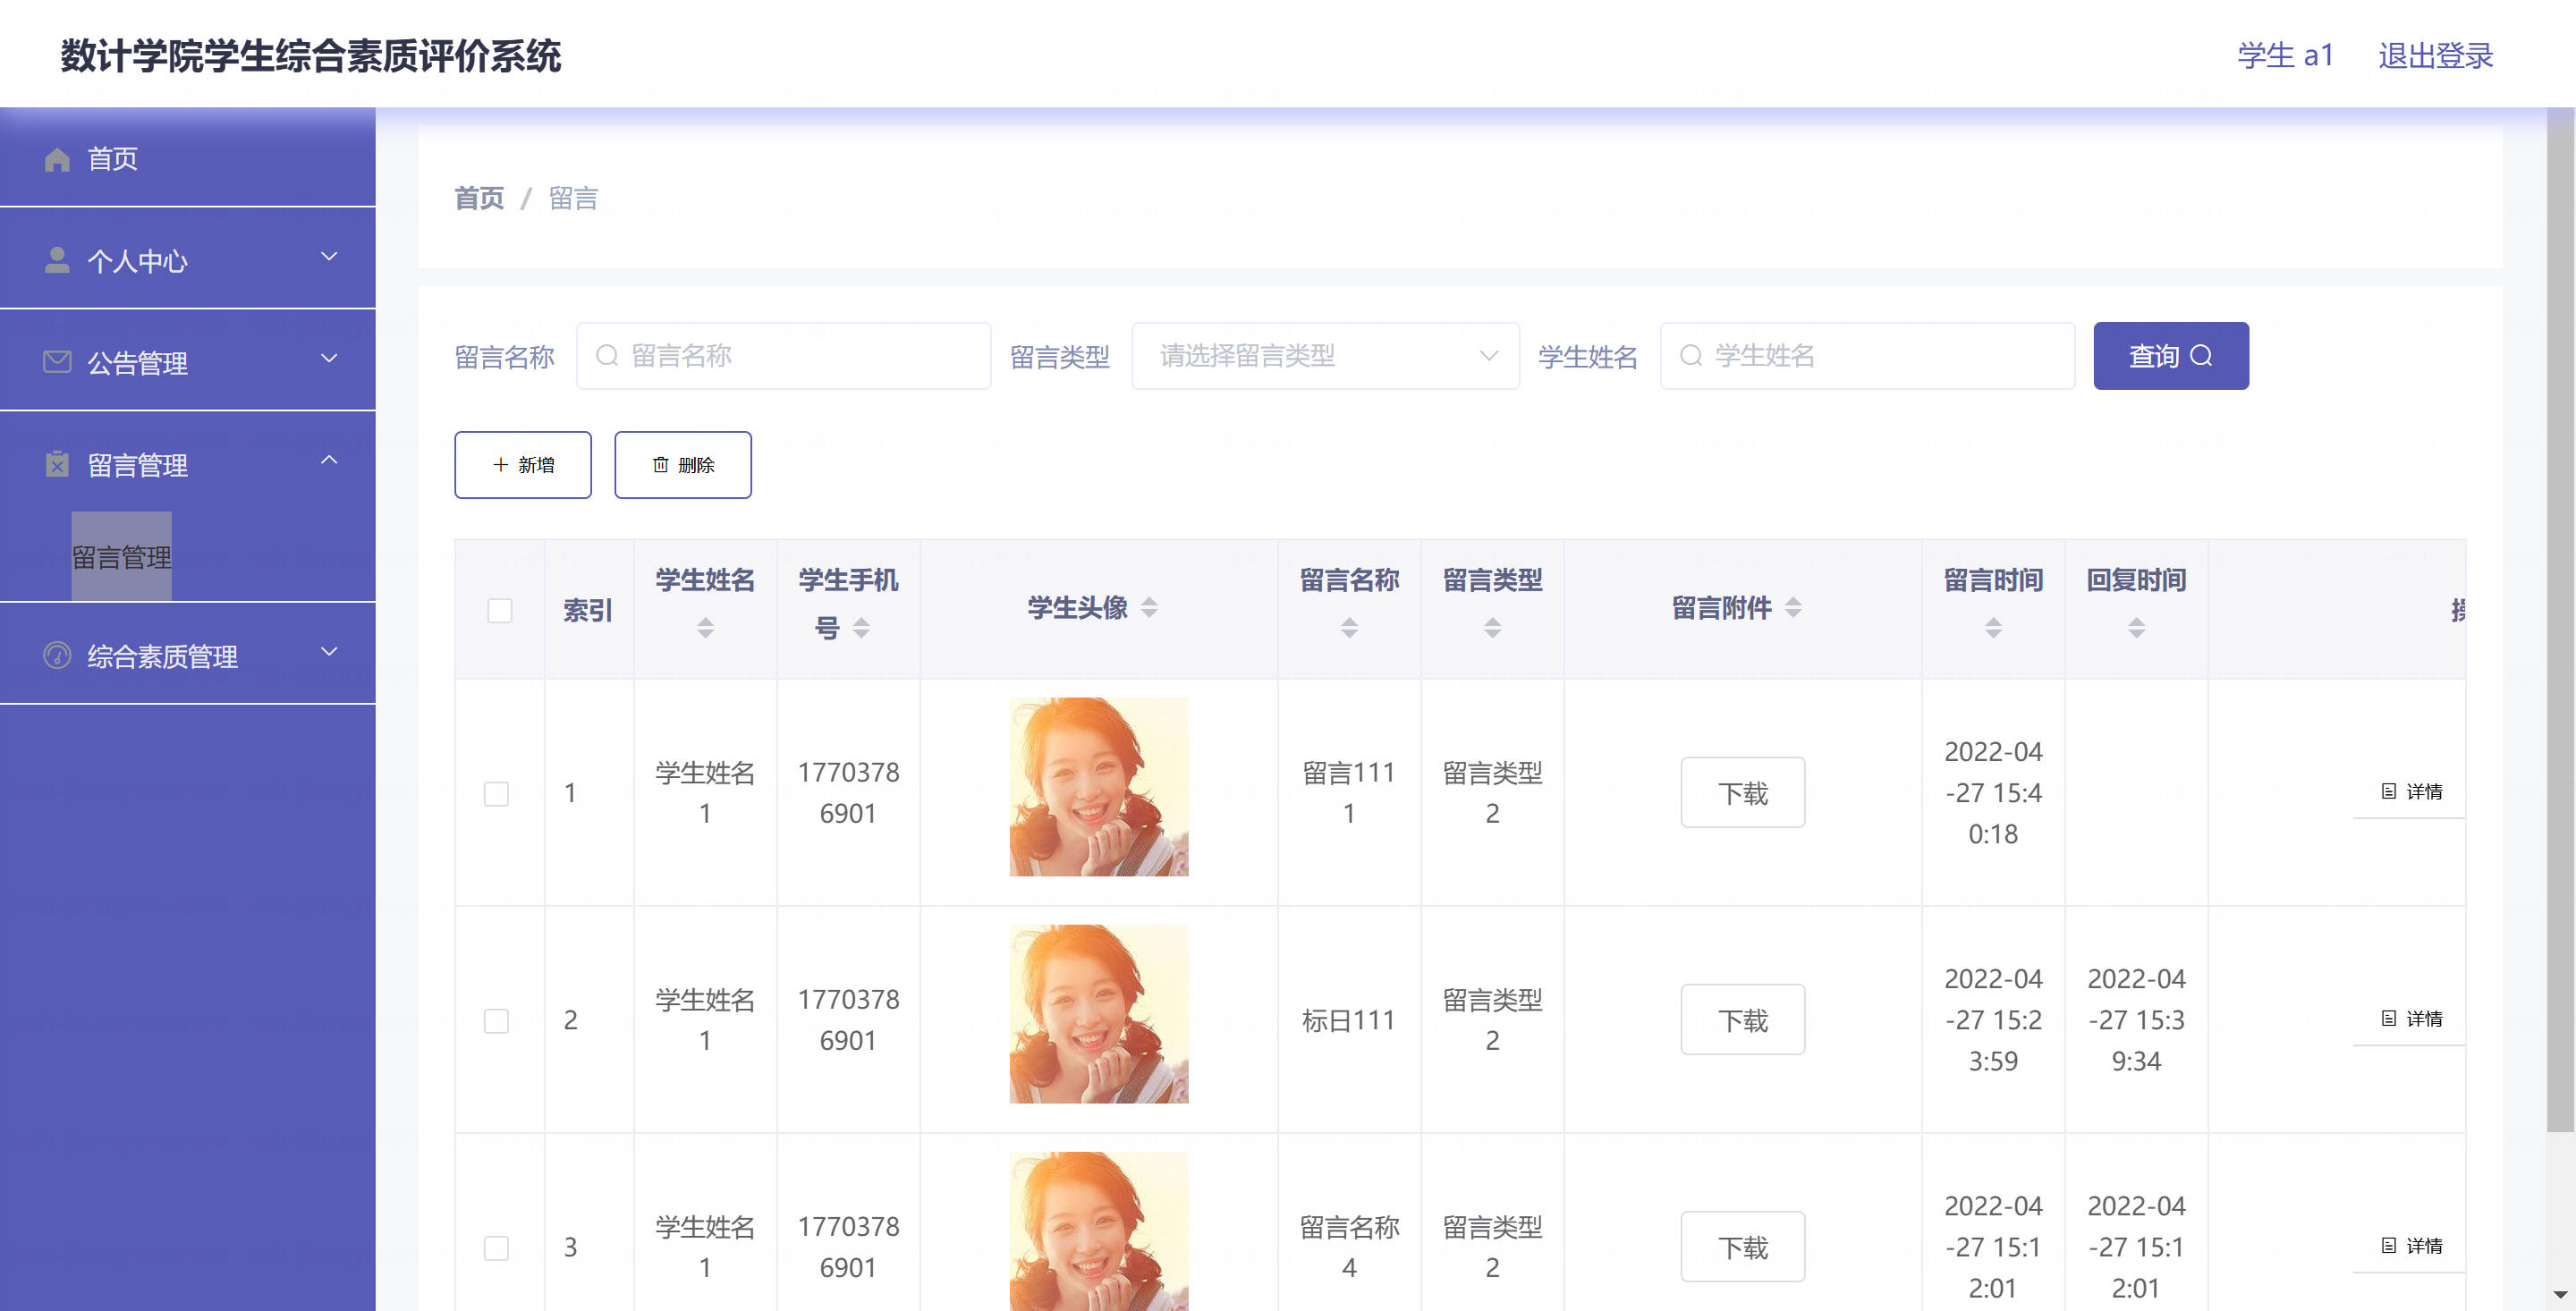 数计学院学生综合素质评价系统
学生 a1 退出登录
首页
个人中心
公告管理
留言管理
留言管理
综合素质管理
首页 / 留言
留言名称 留言名称 留言类型 请选择留言类型 学生姓名 学生姓名 查询
新增 删除
索引 学生姓名 学生手机号 学生头像 留言名称 留言类型 留言附件 留言时间 回复时间
1 学生姓名1 17703786901 留言1111 留言类型2 下载 2022-04-27 15:40:18 详情
2 学生姓名1 17703786901 标日111 留言类型2 下载 2022-04-27 15:23:59 2022-04-27 15:39:34 详情
3 学生姓名1 17703786901 留言名称4 留言类型2 下载 2022-04-27 15:12:01 2022-04-27 15:12:01 详情